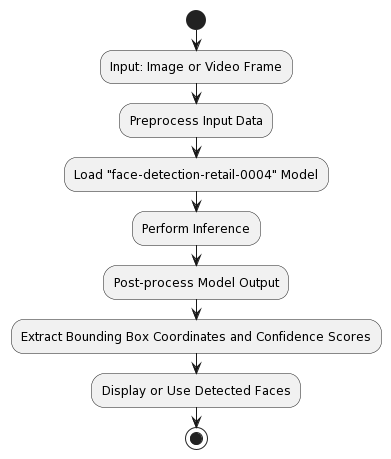 Input: Image or Video Frame
Preprocess Input Data
Load "face-detection-retail-0004" Model
Perform Inference
Post-process Model Output
Extract Bounding Box Coordinates and Confidence Scores
Display or Use Detected Faces